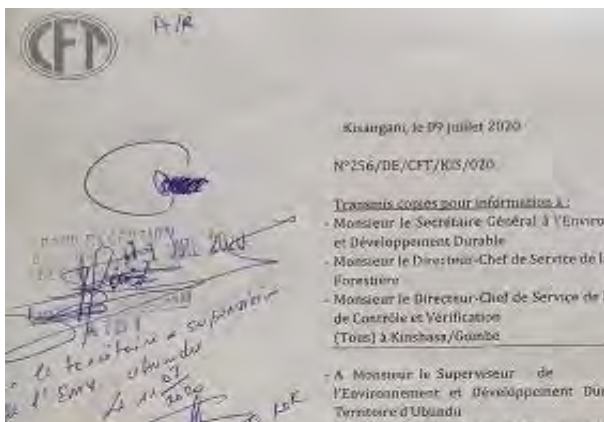 CFT
A/R
Kisangani, le 09 juillet 2020
N°256/DE/CFT/KIS/020.
Transmis copies pour information à :
- Monsieur le Secrétaire Général à l'Enviro
et Développement Durable
- Monsieur le Directeur-Chef de Service de la
Forestière
- Monsieur le Directeur-Chef de Service de
de Contrôle et Vérification
(Tous) à Kinshasa/Gombe
- A Monsieur le Superviseur de
l'Environnement et Développement Dur
Territoire d'Ubundu
2020
le territoire
l'Env. Ubundu
2020